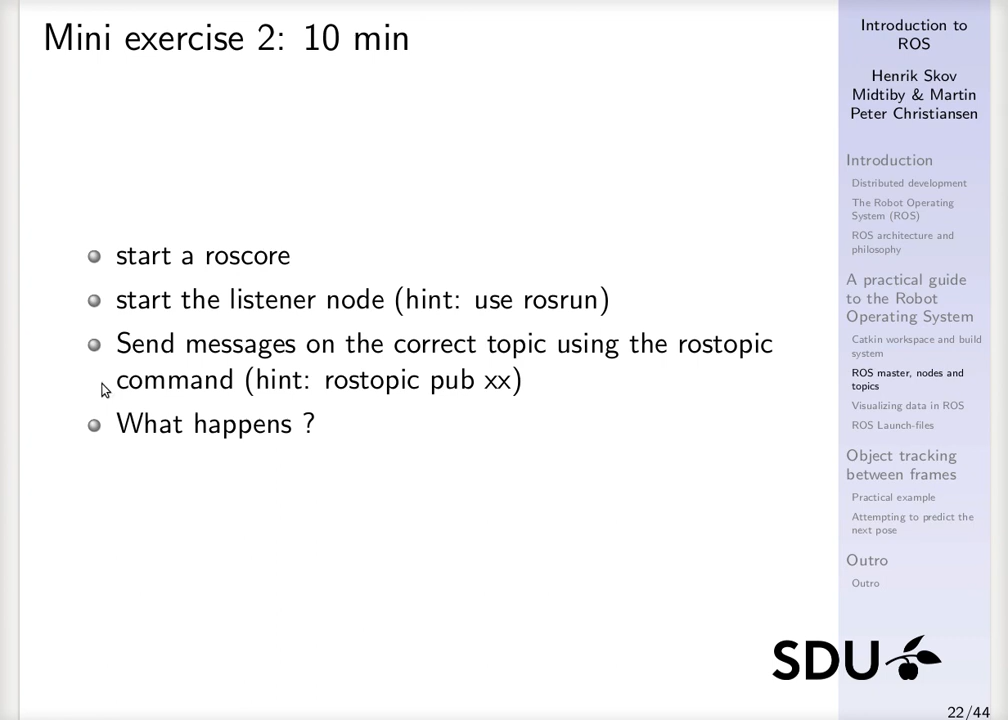 Mini exercise 2: 10 min
start a roscore
start the listener node (hint: use rosrun)
Send messages on the correct topic using the rostopic
command (hint: rostopic pub xx)
What happens ?
Introduction to
ROS
Henrik Skov
Midtiby & Martin
Peter Christiansen
Introduction
Distributed development
The Robot Operating
System (ROS)
ROS architecture and
philosophy
A practical guide
to the Robot
Operating System
Catkin workspace and build
system
ROS master, nodes and
topics
Visualizing data in ROS
ROS Launch-files
Object tracking
between frames
Practical example
Attempting to predict the
next pose
Outro
Outro
SDU
22/44